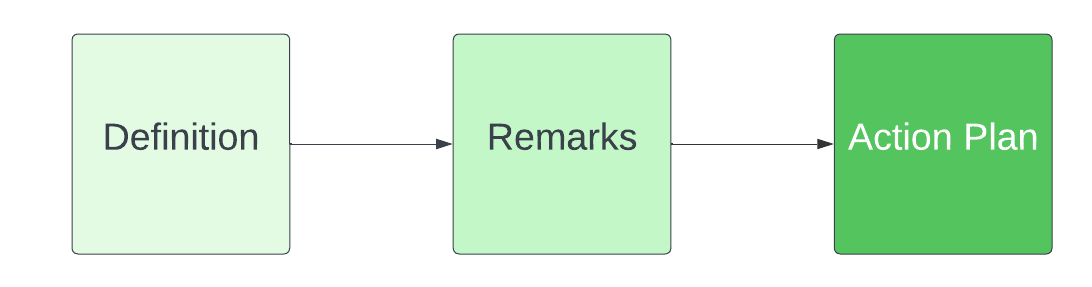 Definition
Remarks
Action Plan